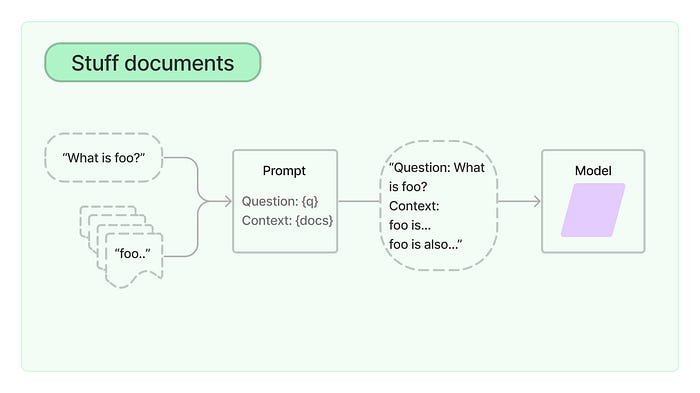 Stuff documents
“What is foo?”
“foo..”
Prompt
Question: {q}
Context: {docs}
“Question: What
is foo?
Context:
foo is...
foo is also...”
Model